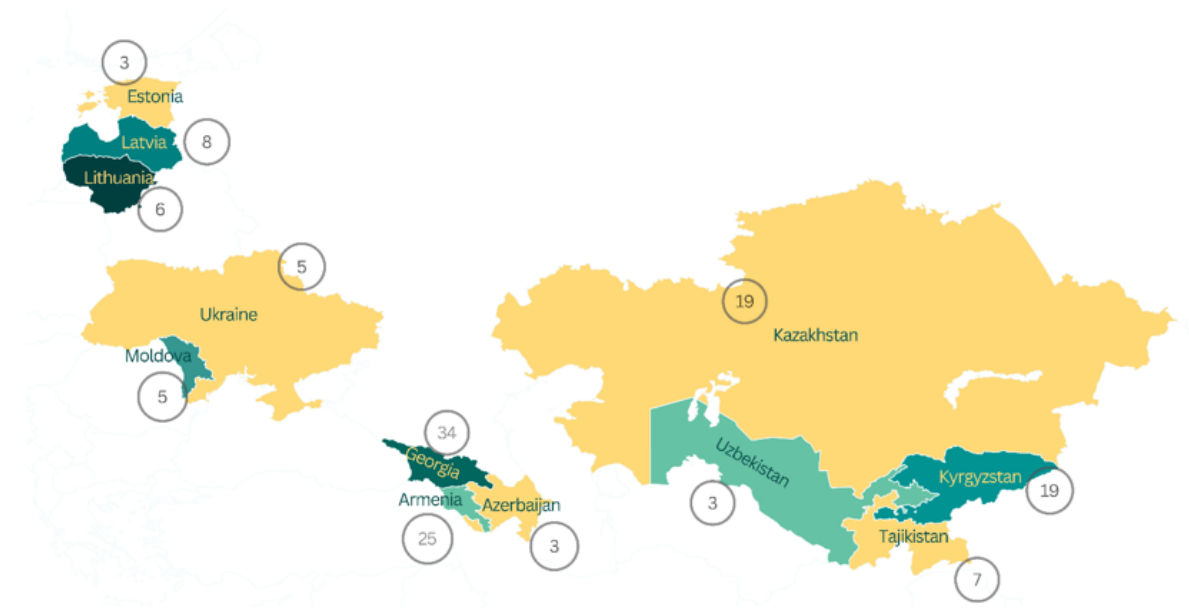 3
Estonia
Latvia
8
Lithuania
6
5
Ukraine
Moldova
5
19
Kazakhstan
34
Georgia
Armenia
Azerbaijan
25
3
Uzbekistan
3
Kyrgyzstan
19
Tajikistan
7